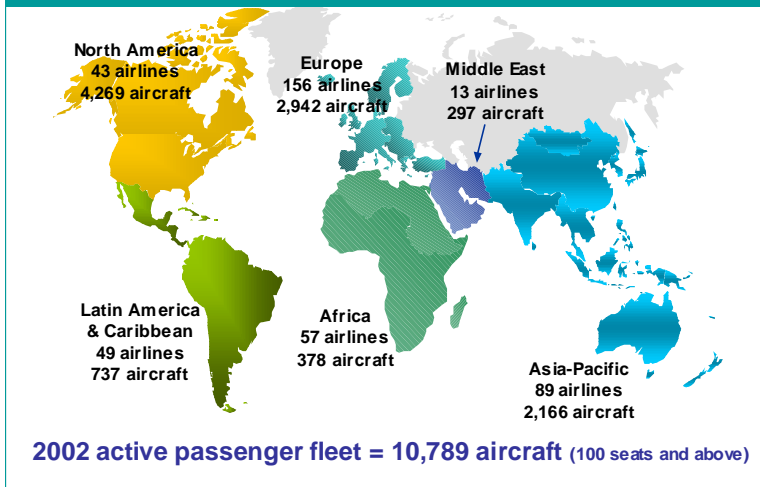 North America
43 airlines
4,269 aircraft
Europe
156 airlines
2,942 aircraft
Middle East
13 airlines
297 aircraft
Latin America
& Caribbean
49 airlines
737 aircraft
Africa
57 airlines
378 aircraft
Asia-Pacific
89 airlines
2,166 aircraft
2002 active passenger fleet = 10,789 aircraft (100 seats and above)